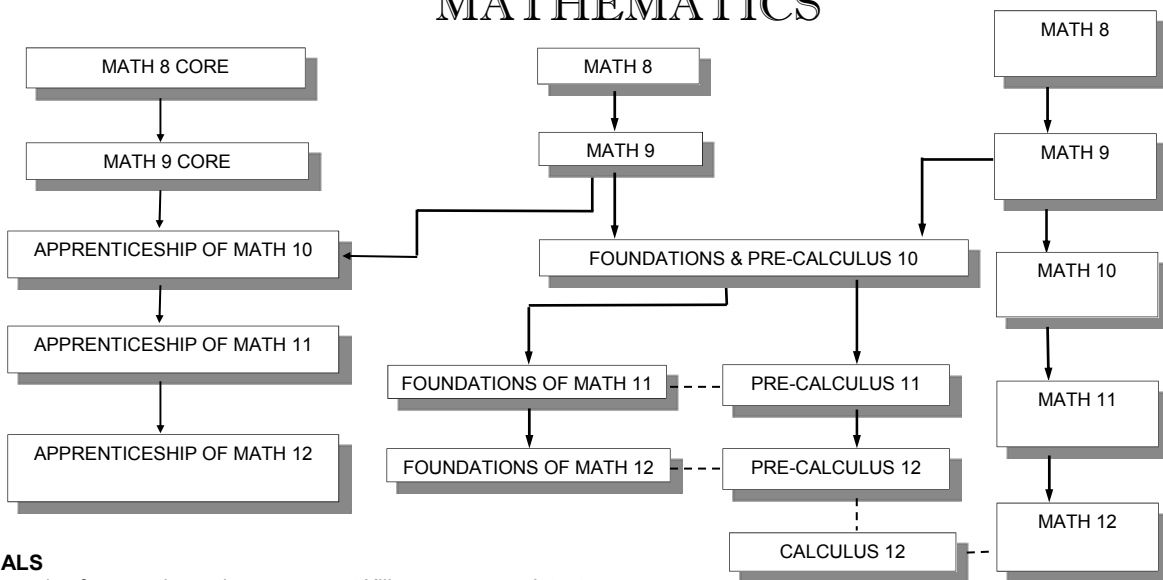 MATHEMATICS
MATH 8 CORE
MATH 9 CORE
APPRENTICESHIP OF MATH 10
APPRENTICESHIP OF MATH 11
APPRENTICESHIP OF MATH 12
MATH 8
MATH 9
FOUNDATIONS & PRE-CALCULUS 10
FOUNDATIONS OF MATH 11
PRE-CALCULUS 11
FOUNDATIONS OF MATH 12
PRE-CALCULUS 12
CALCULUS 12
MATH 8
MATH 9
MATH 10
MATH 11
MATH 12
ALS